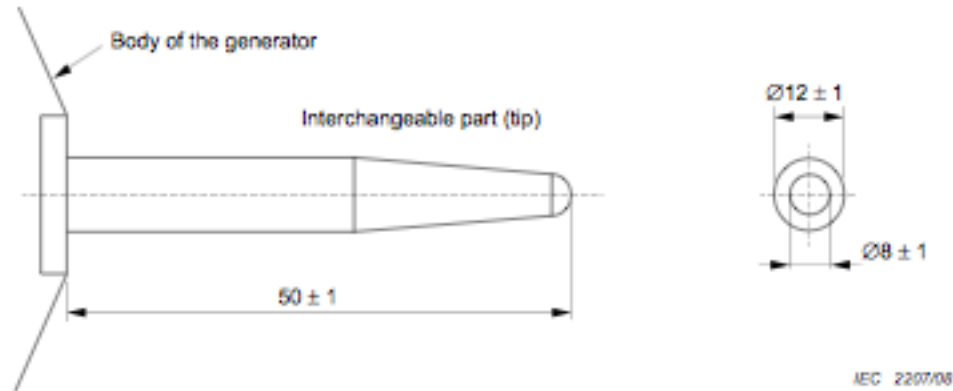 Body of the generator
Interchangeable part (tip)
Ø12 ± 1
Ø8 ± 1
50 ± 1
IEC 2207/08